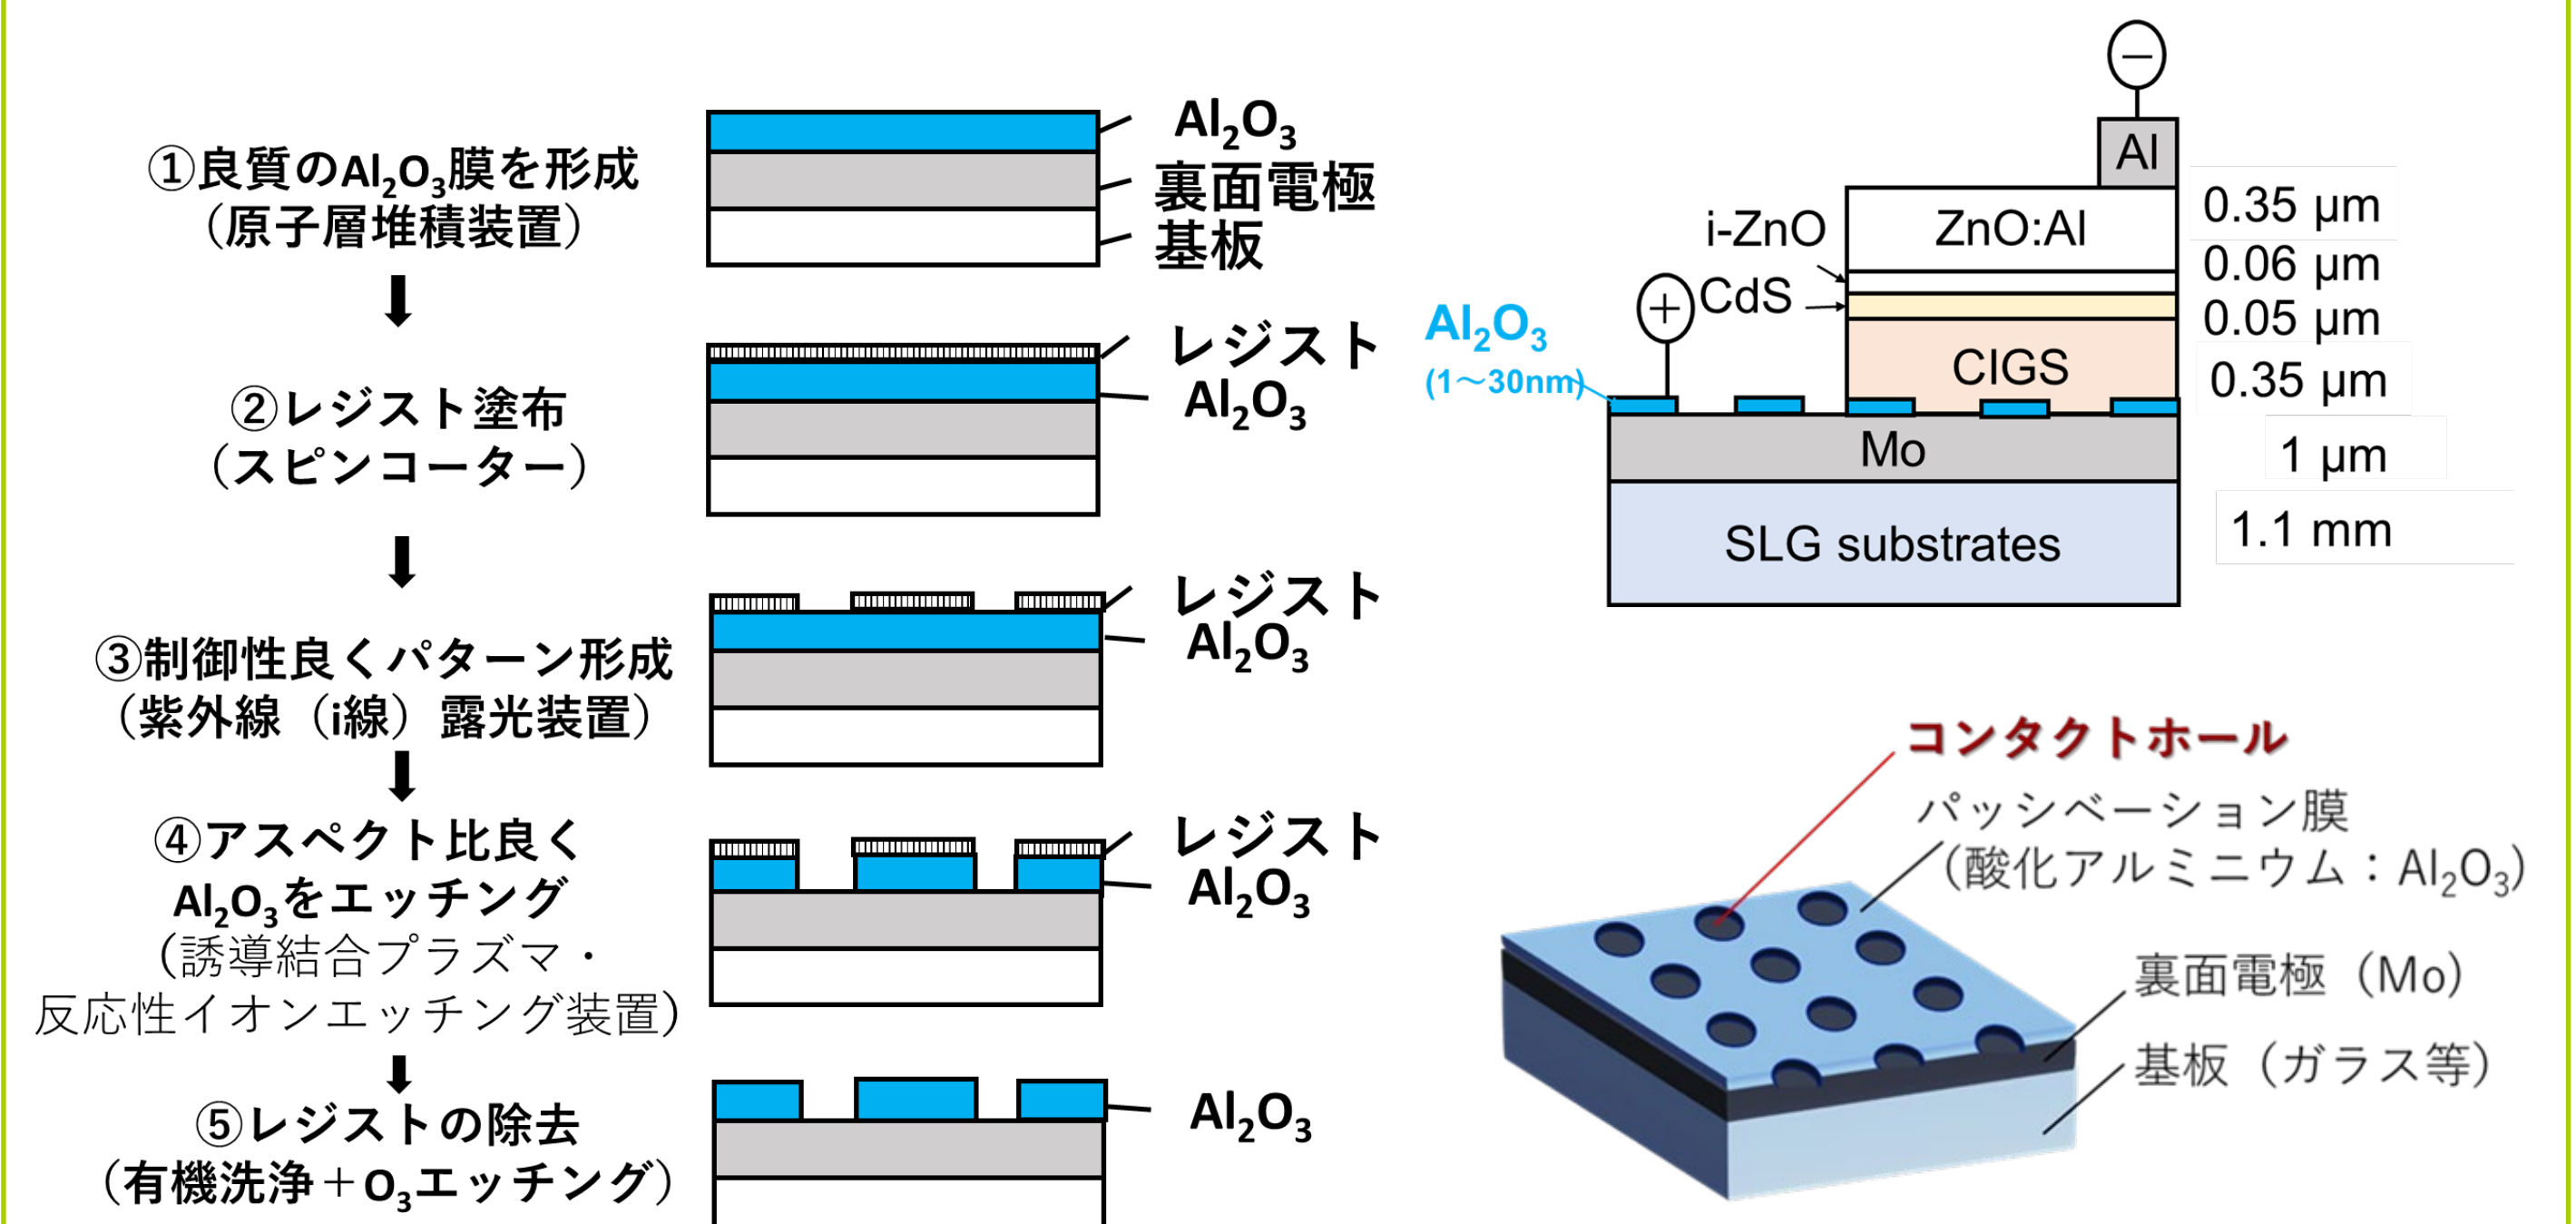 ①良質のAl₂O₃膜を形成
（原子層堆積装置）
Al₂O₃
裏面電極
基板
②レジスト塗布
（スピンコーター）
レジスト
Al₂O₃
③制御性良くパターン形成
（紫外線（i線）露光装置）
レジスト
Al₂O₃
④アスペクト比良く
Al₂O₃をエッチング
（誘導結合プラズマ・
反応性イオンエッチング装置）
レジスト
Al₂O₃
⑤レジストの除去
（有機洗浄＋O₃エッチング）
Al₂O₃
−
Al
0.35 µm
i-ZnO
ZnO:Al
0.06 µm
+
CdS
0.05 µm
Al₂O₃
(1～30nm)
CIGS
0.35 µm
Mo
1 µm
SLG substrates
1.1 mm
コンタクトホール
パッシベーション膜
（酸化アルミニウム：Al₂O₃）
裏面電極（Mo）
基板（ガラス等）